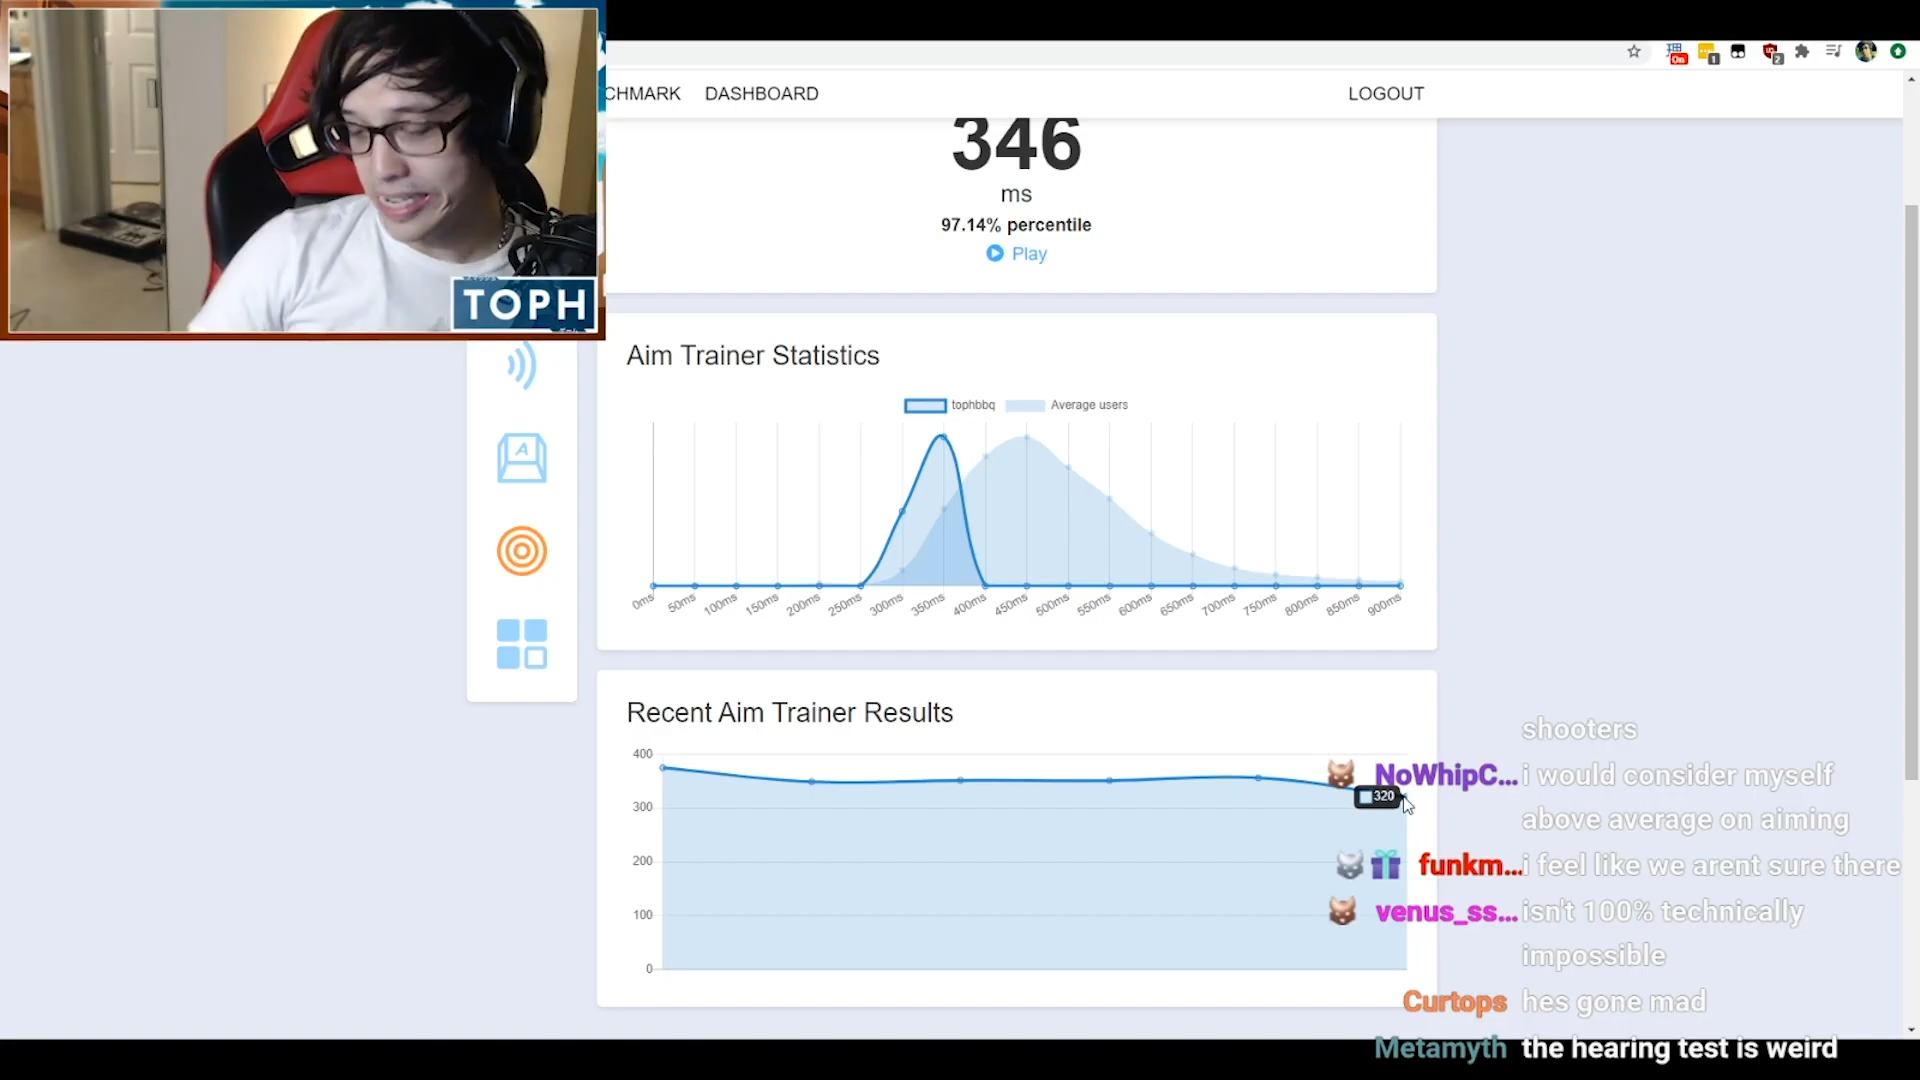 On
1
2
CHMARK DASHBOARD LOGOUT
346
ms
97.14% percentile
Play
TOPH
Aim Trainer Statistics
tophbbq Average users
A
0ms 50ms 100ms 150ms 200ms 250ms 300ms 350ms 400ms 450ms 500ms 550ms 600ms 650ms 700ms 750ms 800ms 850ms 900ms
Recent Aim Trainer Results
400
300
200
100
0
320
shooters
NoWhipC... i would consider myself
above average on aiming
funkm... i feel like we arent sure there
venus_ss... isn't 100% technically
impossible
Curtops hes gone mad
Metamyth the hearing test is weird